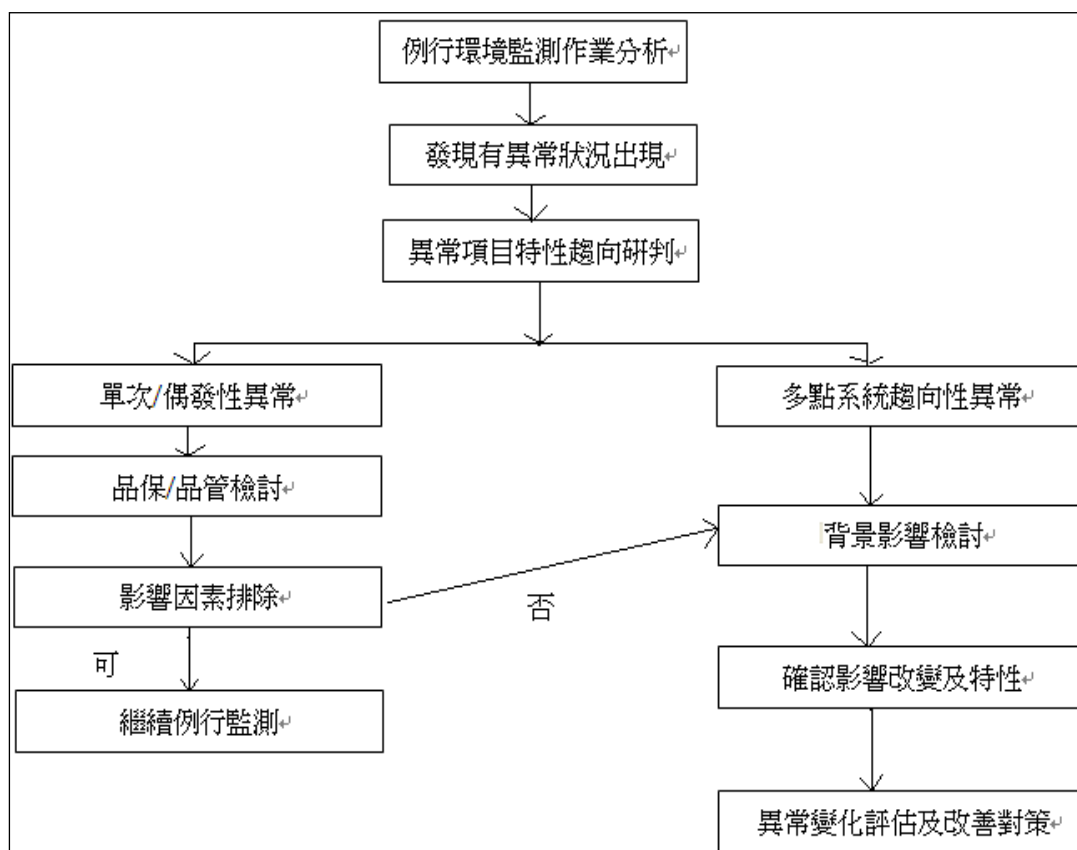 例行環境監測作業分析
發現有異常狀況出現
異常項目特性趨向研判
單次/偶發性異常
多點系統趨向性異常
品保/品管檢討
背景影響檢討
影響因素排除
否
可
確認影響改變及特性
繼續例行監測
異常變化評估及改善對策